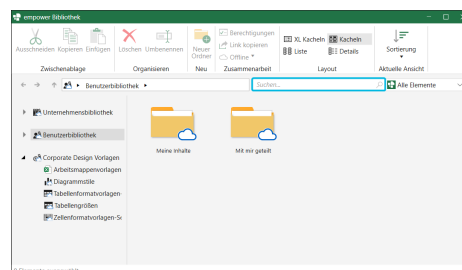 empower Bibliothek
Ausschneiden Kopieren Einfügen
Löschen Umbenennen
Neuer Ordner
Berechtigungen
Link kopieren
Offline
XL Kacheln Kacheln
Liste Details
Sortierung
Zwischenablage Organisieren Neu Zusammenarbeit Layout Aktuelle Ansicht
Benutzerbibliothek
Suchen...
Alle Elemente
Unternehmensbibliothek
Benutzerbibliothek
Corporate Design Vorlagen
Arbeitsmappenvorlagen
Diagrammstile
Tabellenformatvorlagen-
Tabellengrößen
Zellenformatvorlagen-Se
Meine Inhalte
Mit mir geteilt